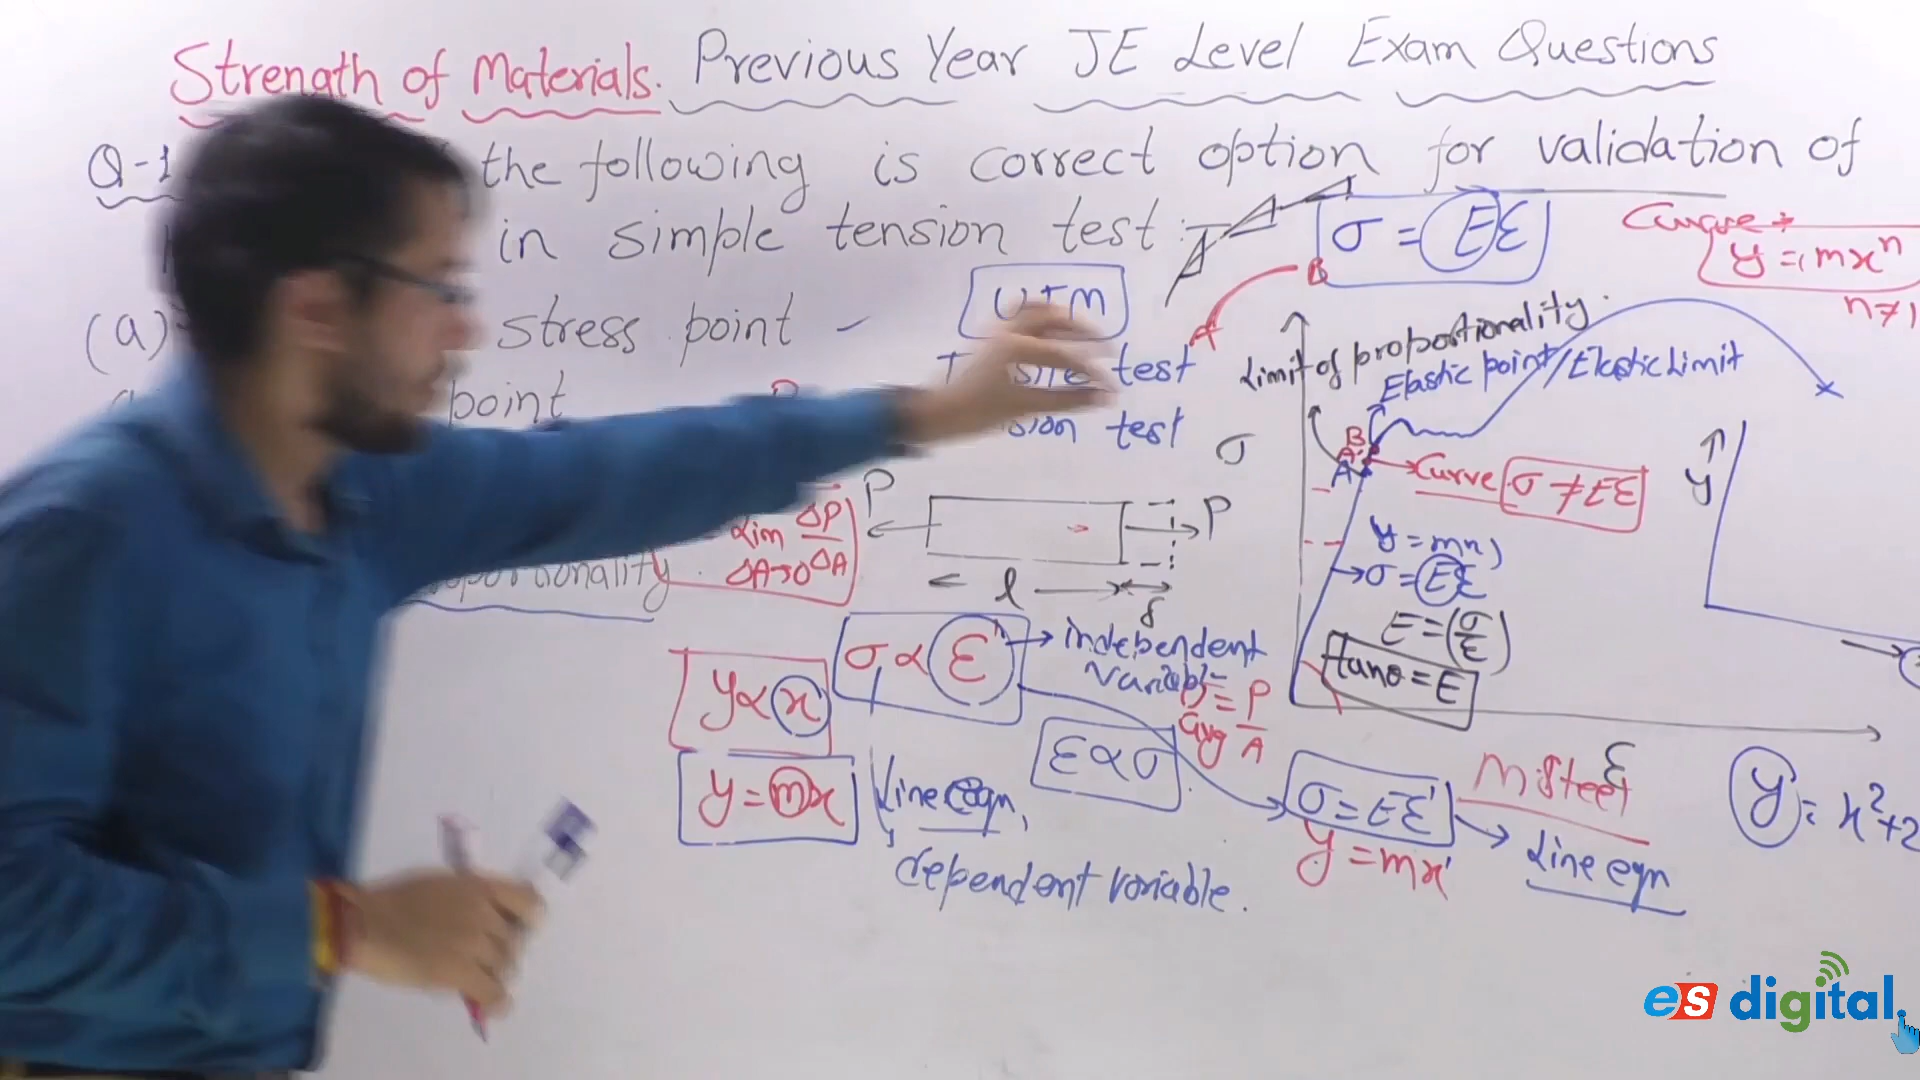 Strength of Materials. Previous Year JE Level Exam Questions
Q-1 the following is correct option for validation of
in simple tension test :-
σ = Eε
Curve →
y = mxⁿ
n≠1
(a) stress point -
UTM
test
test
point
B
A
Limit of proportionality.
Elastic point/Elastic Limit
σ
B
A'
A
Curve σ ≠ Eε
y
y = mx
σ = Eε
E = (σ/ε)
tanθ = E
Lim ΔP/ΔA
ΔA→0
P
P
l
δ
σ ∝ ε → independent variable
y ∝ x
σavg = P/A
ε ∝ σ
y = mx Line eqn,
dependent variable.
ε
M. Steel
σ = Eε
y = mx
Line eqn
y = x²+2
es digital.